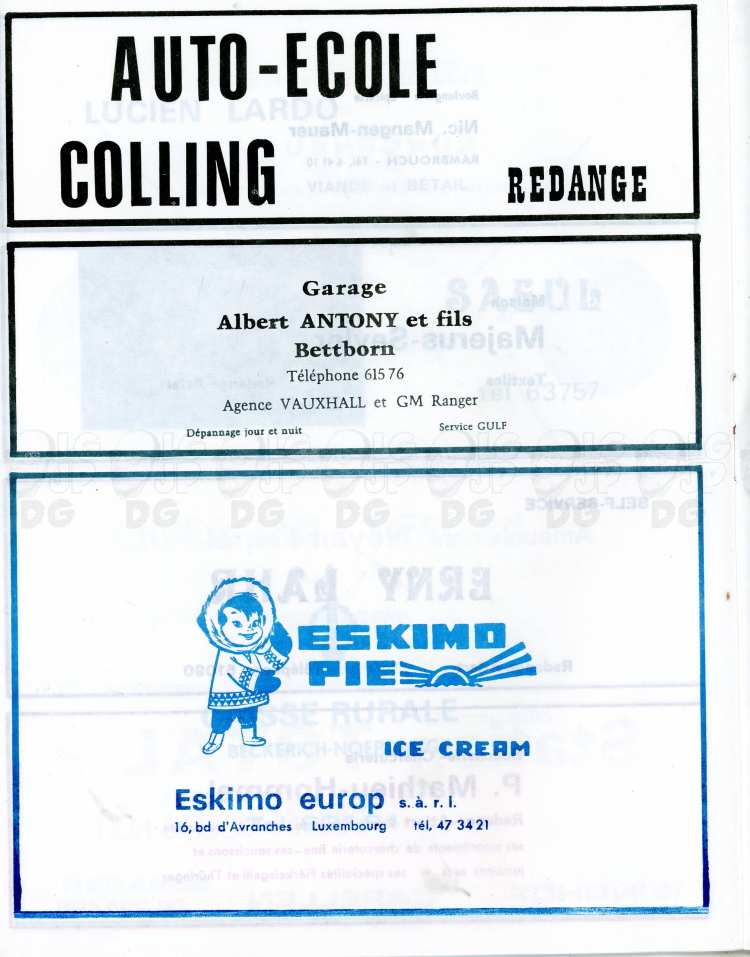 AUTO-ECOLE
COLLING
REDANGE
Garage
Albert ANTONY et fils
Bettborn
Téléphone 615 76
Agence VAUXHALL et GM Ranger
Dépannage jour et nuit Service GULF
ESKIMO
PIE
ICE CREAM
Eskimo europ s.à.r.l.
16, bd d'Avranches Luxembourg tél, 47 34 21